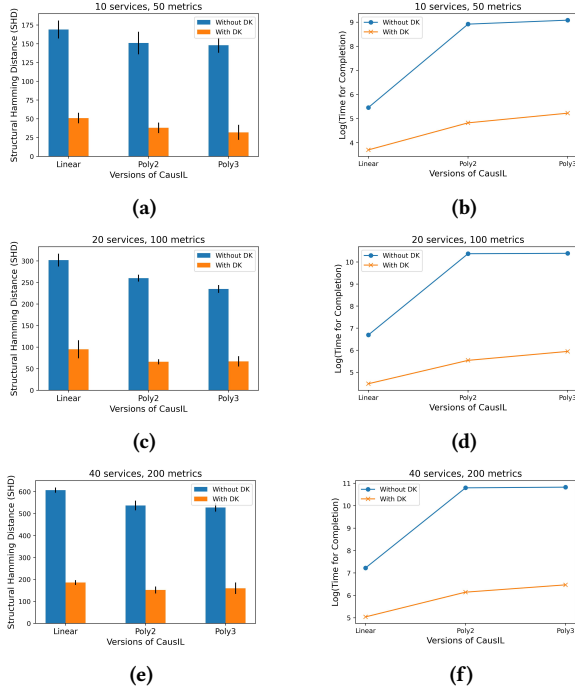 10 services, 50 metrics
Structural Hamming Distance (SHD)
175
150
125
100
75
50
25
0
Without DK
With DK
Linear
Poly2
Poly3
Versions of CausIL
(a)
10 services, 50 metrics
Log(Time for Completion)
9
8
7
6
5
4
Without DK
With DK
Linear
Poly2
Poly3
Versions of CausIL
(b)
20 services, 100 metrics
Structural Hamming Distance (SHD)
300
250
200
150
100
50
0
Without DK
With DK
Linear
Poly2
Poly3
Versions of CausIL
(c)
20 services, 100 metrics
Log(Time for Completion)
10
9
8
7
6
5
Without DK
With DK
Linear
Poly2
Poly3
Versions of CausIL
(d)
40 services, 200 metrics
Structural Hamming Distance (SHD)
600
500
400
300
200
100
0
Without DK
With DK
Linear
Poly2
Poly3
Versions of CausIL
(e)
40 services, 200 metrics
Log(Time for Completion)
11
10
9
8
7
6
5
Without DK
With DK
Linear
Poly2
Poly3
Versions of CausIL
(f)